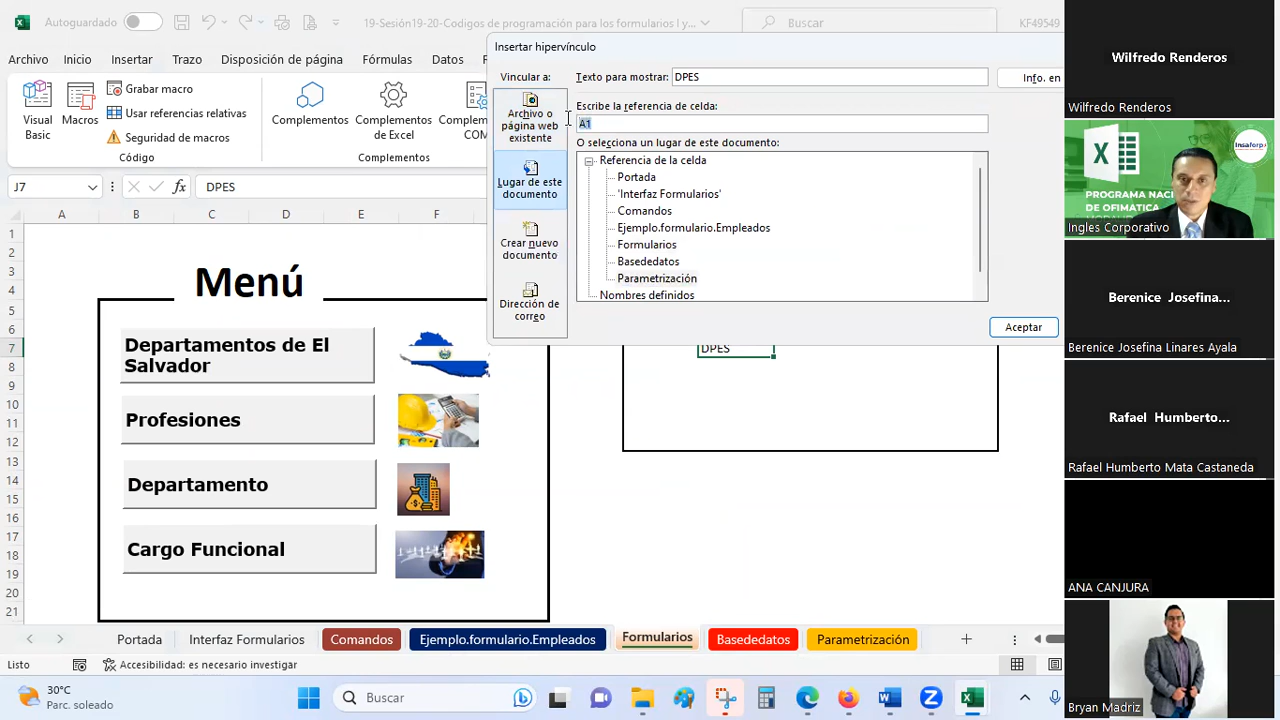 Autoguardado
19-Sesión19-20-Codigos de programación para los formularios I y...
Buscar
KF49549
Archivo
Inicio
Insertar
Trazo
Disposición de página
Fórmulas
Datos
Visual Basic
Macros
Grabar macro
Usar referencias relativas
Seguridad de macros
Código
Complementos
Complementos de Excel
Complementos
J7
DPES
A
B
C
D
E
F
1
2
3
4
5
6
7
8
9
10
11
12
13
14
15
16
17
18
19
20
21
Menú
Departamentos de El
Salvador
Profesiones
Departamento
Cargo Funcional
Insertar hipervínculo
Vincular a:
Texto para mostrar:
DPES
Info. en
Archivo o
página web
existente
Escribe la referencia de celda:
A1
O selecciona un lugar de este documento:
Lugar de este
documento
Referencia de la celda
Portada
'Interfaz Formularios'
Comandos
Ejemplo.formulario.Empleados
Formularios
Basededatos
Parametrización
Nombres definidos
Crear nuevo
documento
Dirección de
correo
Aceptar
DPES
Portada
Interfaz Formularios
Comandos
Ejemplo.formulario.Empleados
Formularios
Basededatos
Parametrización
Listo
Accesibilidad: es necesario investigar
30°C
Parc. soleado
Buscar
Wilfredo Renderos
Wilfredo Renderos
Insaforp
PROGRAMA NACI
DE OFIMATICA
Ingles Corporativo
Berenice Josefina...
Berenice Josefina Linares Ayala
Rafael Humberto...
Rafael Humberto Mata Castaneda
ANA CANJURA
Bryan Madriz